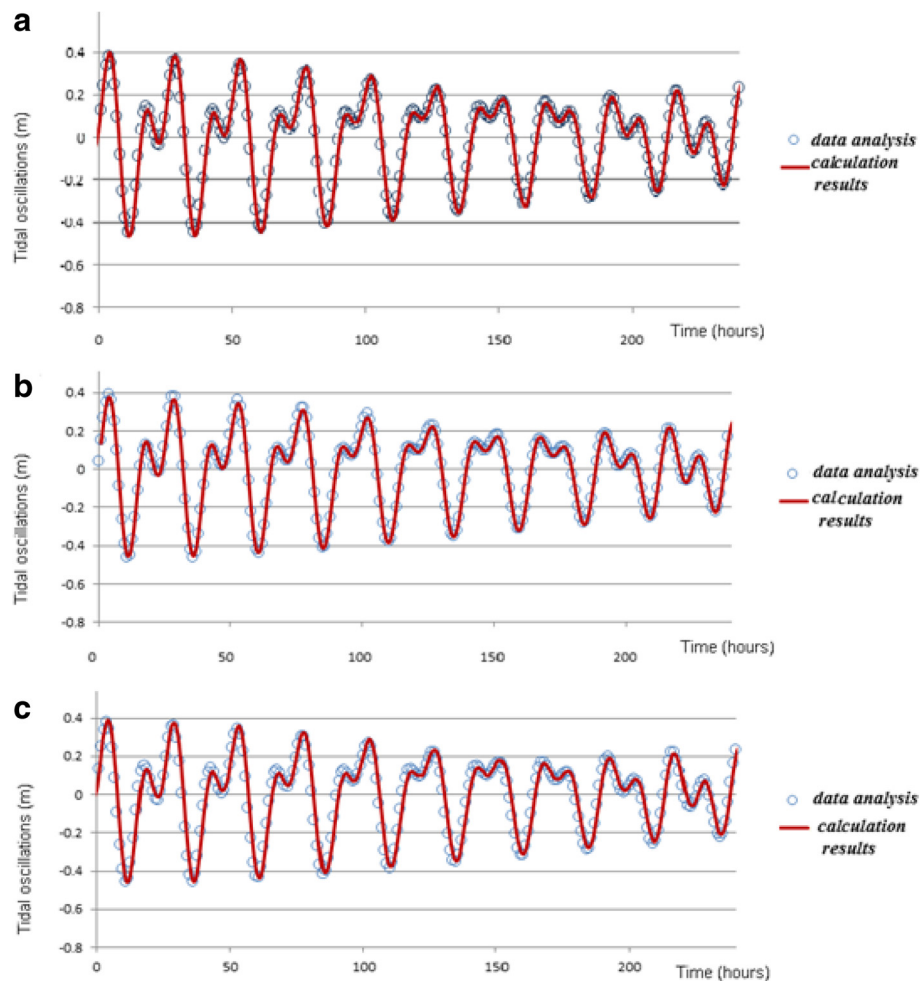 a
Tidal oscillations (m)
0.4
0.2
0
-0.2
-0.4
-0.6
-0.8
0 50 100 150 200
Time (hours)
data analysis
calculation
results
b
Tidal oscillations (m)
0.4
0.2
0
-0.2
-0.4
-0.6
-0.8
0 50 100 150 200
Time (hours)
data analysis
calculation
results
c
Tidal oscillations (m)
0.4
0.2
0
-0.2
-0.4
-0.6
-0.8
0 50 100 150 200
Time (hours)
data analysis
calculation
results